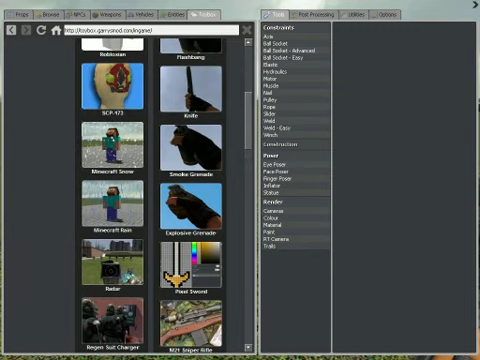 Props
Browse
NPCs
Weapons
Vehicles
Entities
Toybox
Tools
Post Processing
Utilities
Options
http://toybox.garrysmod.com/ingame/
Robloxian
Flashbang
SCP-173
Knife
Minecraft Snow
Smoke Grenade
Minecraft Rain
Explosive Grenade
Radar
Pixel Sword
Regen Suit Charger
M21 Sniper Rifle
Constraints
Axis
Ball Socket
Ball Socket - Advanced
Ball Socket - Easy
Elastic
Hydraulics
Motor
Muscle
Nail
Pulley
Rope
Slider
Weld
Weld - Easy
Winch
Construction
Poser
Eye Poser
Face Poser
Finger Poser
Inflator
Statue
Render
Cameras
Colour
Material
Paint
RT Camera
Trails